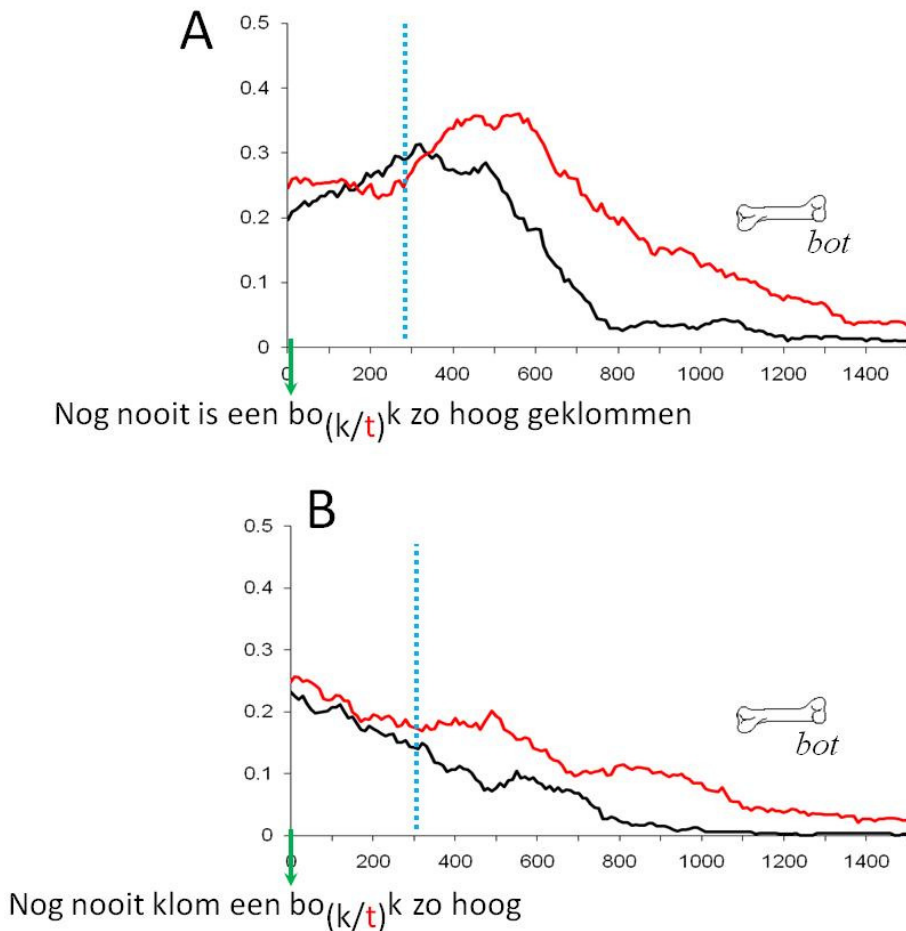 A
0.5
0.4
0.3
0.2
0.1
0
0 200 400 600 800 1000 1200 1400
bot
Nog nooit is een bo(k/t)k zo hoog geklommen
B
0.5
0.4
0.3
0.2
0.1
0
0 200 400 600 800 1000 1200 1400
bot
Nog nooit klom een bo(k/t)k zo hoog